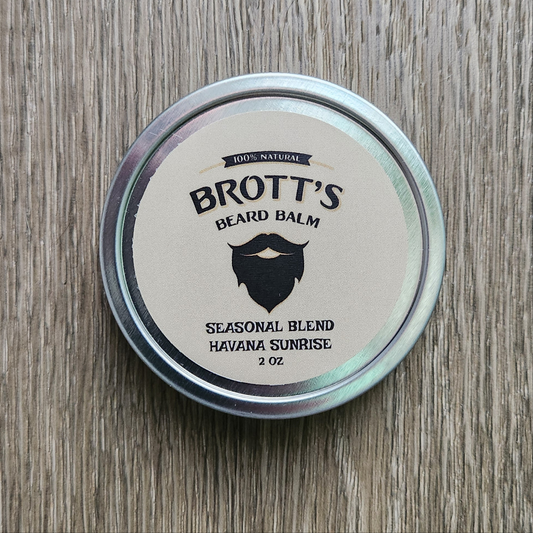 100% NATURAL
BROTT'S
BEARD BALM
SEASONAL BLEND
HAVANA SUNRISE
2 OZ